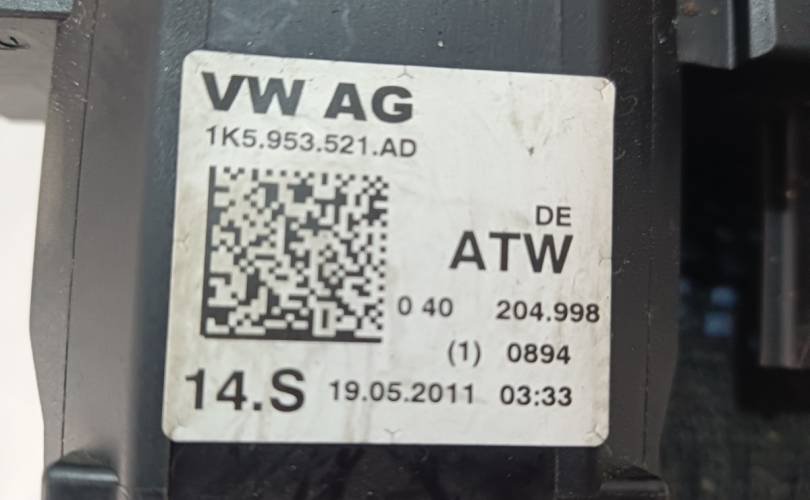 VW AG
1K5.953.521.AD
DE
ATW
0 40 204.998
(1) 0894
14.S 19.05.2011 03:33